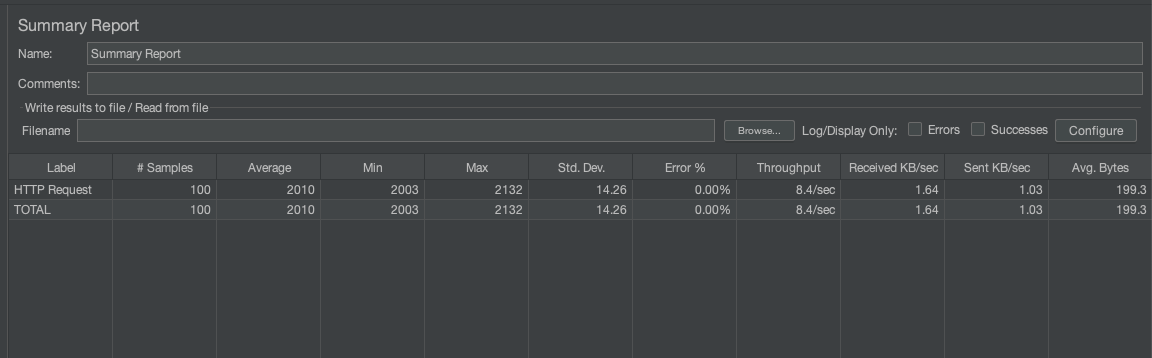 Summary Report
Name: Summary Report
Comments:
Write results to file / Read from file
Filename Browse... Log/Display Only: Errors Successes Configure
Label # Samples Average Min Max Std. Dev. Error % Throughput Received KB/sec Sent KB/sec Avg. Bytes
HTTP Request 100 2010 2003 2132 14.26 0.00% 8.4/sec 1.64 1.03 199.3
TOTAL 100 2010 2003 2132 14.26 0.00% 8.4/sec 1.64 1.03 199.3